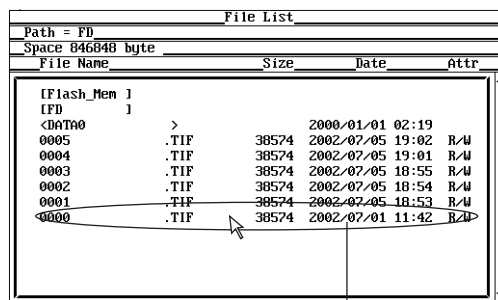 File List
Path = FD
Space 846848 byte
File Name Size Date Attr
[Flash_Mem ]
[FD ]
<DATA0 > 2000/01/01 02:19
0005 .TIF 38574 2002/07/05 19:02 R/W
0004 .TIF 38574 2002/07/05 19:01 R/W
0003 .TIF 38574 2002/07/05 18:55 R/W
0002 .TIF 38574 2002/07/05 18:54 R/W
0001 .TIF 38574 2002/07/05 18:53 R/W
0000 .TIF 38574 2002/07/01 11:42 R/W